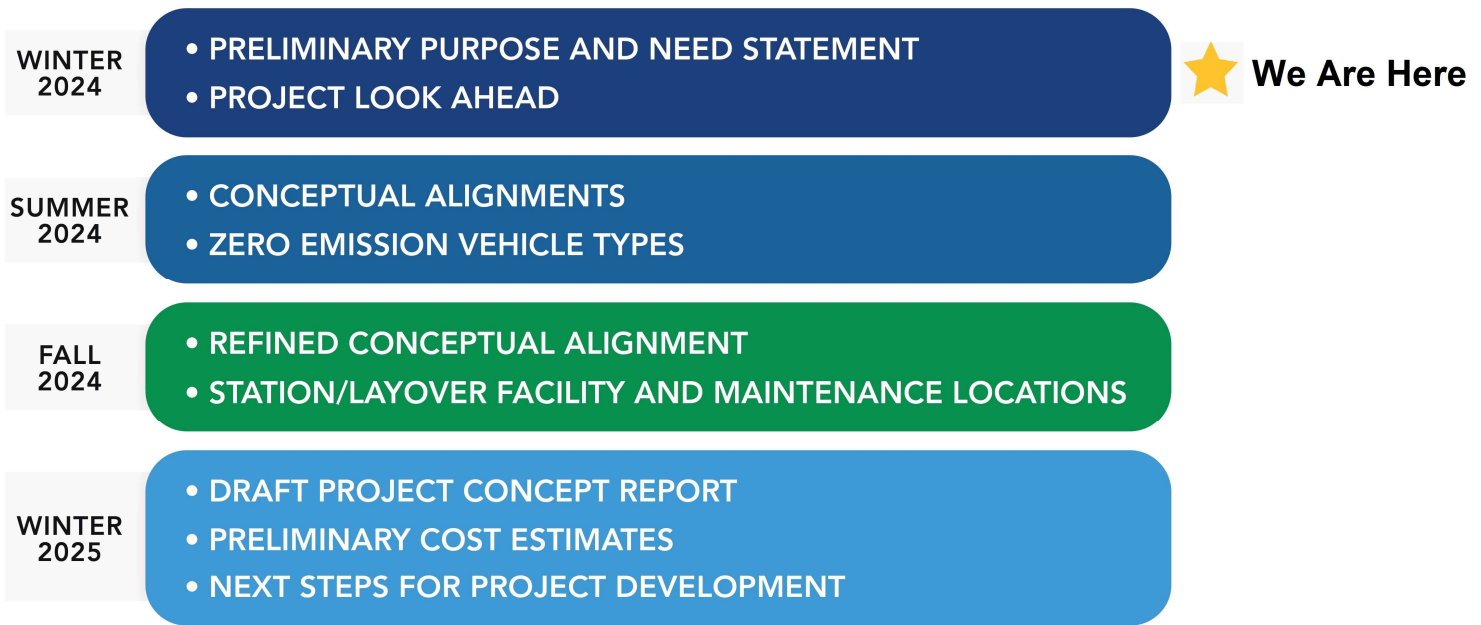 WINTER
2024
• PRELIMINARY PURPOSE AND NEED STATEMENT
• PROJECT LOOK AHEAD
We Are Here
SUMMER
2024
• CONCEPTUAL ALIGNMENTS
• ZERO EMISSION VEHICLE TYPES
FALL
2024
• REFINED CONCEPTUAL ALIGNMENT
• STATION/LAYOVER FACILITY AND MAINTENANCE LOCATIONS
WINTER
2025
• DRAFT PROJECT CONCEPT REPORT
• PRELIMINARY COST ESTIMATES
• NEXT STEPS FOR PROJECT DEVELOPMENT